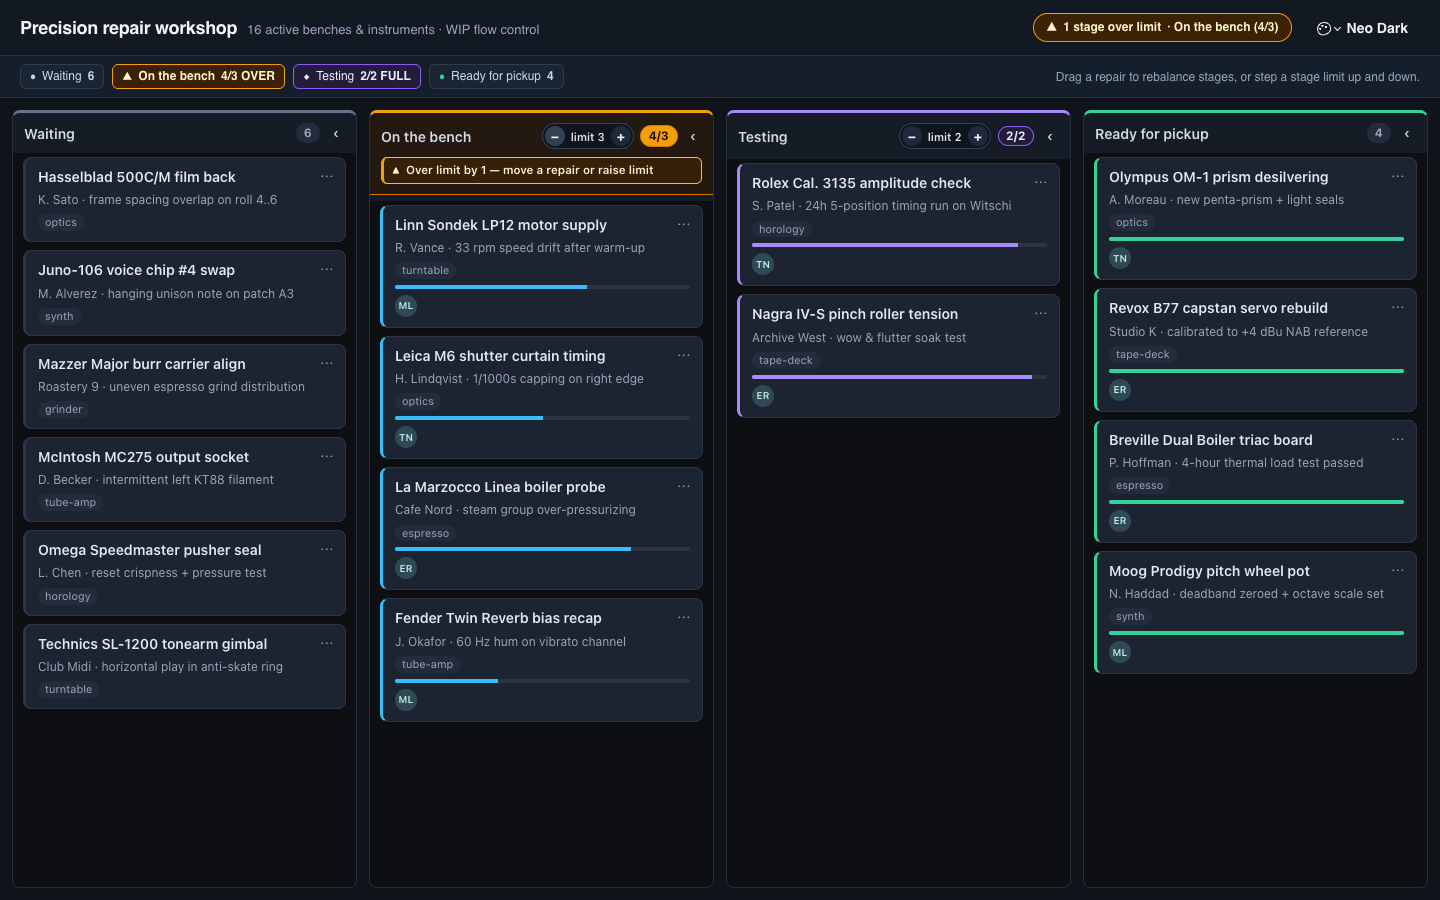 Precision repair workshop 16 active benches & instruments · WIP flow control
▲ 1 stage over limit · On the bench (4/3)
Neo Dark
● Waiting 6
▲ On the bench 4/3 OVER
♦ Testing 2/2 FULL
● Ready for pickup 4
Drag a repair to rebalance stages, or step a stage limit up and down.
Waiting 6 ‹
Hasselblad 500C/M film back ···
K. Sato · frame spacing overlap on roll 4..6
optics
Juno-106 voice chip #4 swap ···
M. Alverez · hanging unison note on patch A3
synth
Mazzer Major burr carrier align ···
Roastery 9 · uneven espresso grind distribution
grinder
McIntosh MC275 output socket ···
D. Becker · intermittent left KT88 filament
tube-amp
Omega Speedmaster pusher seal ···
L. Chen · reset crispness + pressure test
horology
Technics SL-1200 tonearm gimbal ···
Club Midi · horizontal play in anti-skate ring
turntable
On the bench − limit 3 + 4/3 ‹
▲ Over limit by 1 — move a repair or raise limit
Linn Sondek LP12 motor supply ···
R. Vance · 33 rpm speed drift after warm-up
turntable
ML
Leica M6 shutter curtain timing ···
H. Lindqvist · 1/1000s capping on right edge
optics
TN
La Marzocco Linea boiler probe ···
Cafe Nord · steam group over-pressurizing
espresso
ER
Fender Twin Reverb bias recap ···
J. Okafor · 60 Hz hum on vibrato channel
tube-amp
ML
Testing − limit 2 + 2/2 ‹
Rolex Cal. 3135 amplitude check ···
S. Patel · 24h 5-position timing run on Witschi
horology
TN
Nagra IV-S pinch roller tension ···
Archive West · wow & flutter soak test
tape-deck
ER
Ready for pickup 4 ‹
Olympus OM-1 prism desilvering ···
A. Moreau · new penta-prism + light seals
optics
TN
Revox B77 capstan servo rebuild ···
Studio K · calibrated to +4 dBu NAB reference
tape-deck
ER
Breville Dual Boiler triac board ···
P. Hoffman · 4-hour thermal load test passed
espresso
ER
Moog Prodigy pitch wheel pot ···
N. Haddad · deadband zeroed + octave scale set
synth
ML